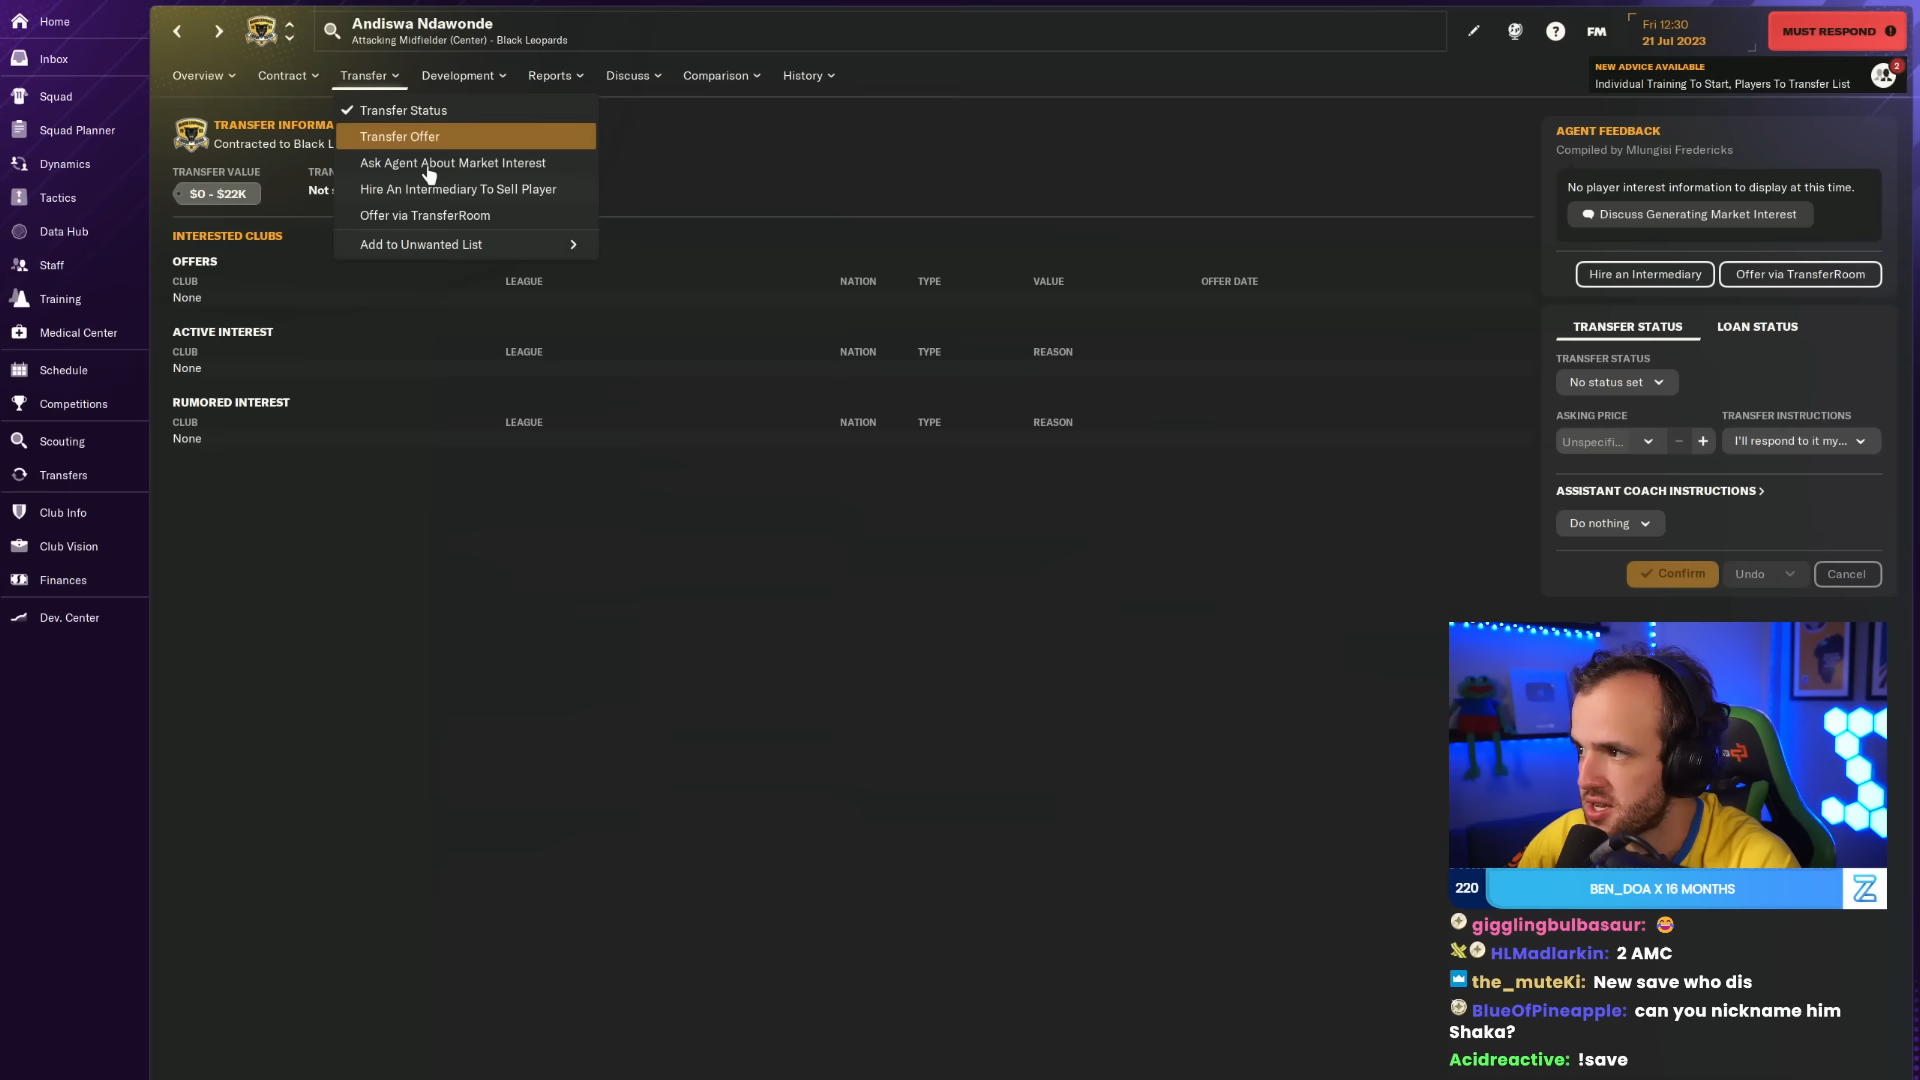 Home
Inbox
Squad
Squad Planner
Dynamics
Tactics
Data Hub
Staff
Training
Medical Center
Schedule
Competitions
Scouting
Transfers
Club Info
Club Vision
Finances
Dev. Center
Andiswa Ndawonde
Attacking Midfielder (Center) - Black Leopards
FM
Fri 12:30
21 Jul 2023
MUST RESPOND
Overview
Contract
Transfer
Development
Reports
Discuss
Comparison
History
NEW ADVICE AVAILABLE
Individual Training To Start, Players To Transfer List
2
Transfer Status
Transfer Offer
Ask Agent About Market Interest
Hire An Intermediary To Sell Player
Offer via TransferRoom
Add to Unwanted List
TRANSFER INFORMA
Contracted to Black L
TRANSFER VALUE
TRAN
$0 - $22K
Not
INTERESTED CLUBS
OFFERS
CLUB LEAGUE NATION TYPE VALUE OFFER DATE
None
ACTIVE INTEREST
CLUB LEAGUE NATION TYPE REASON
None
RUMORED INTEREST
CLUB LEAGUE NATION TYPE REASON
None
AGENT FEEDBACK
Compiled by Mlungisi Fredericks
No player interest information to display at this time.
Discuss Generating Market Interest
Hire an Intermediary
Offer via TransferRoom
TRANSFER STATUS
LOAN STATUS
TRANSFER STATUS
No status set
ASKING PRICE
TRANSFER INSTRUCTIONS
Unspecifi...
I'll respond to it my...
ASSISTANT COACH INSTRUCTIONS >
Do nothing
Confirm
Undo
Cancel
220
BEN_DOA X 16 MONTHS
gigglingbulbasaur: 😂
HLMadlarkin: 2 AMC
the_muteKi: New save who dis
BlueOfPineapple: can you nickname him
Shaka?
Acidreactive: !save